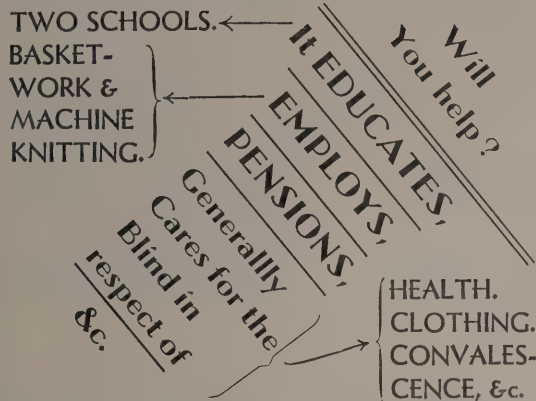 TWO SCHOOLS.
BASKET-
WORK &
MACHINE
KNITTING.
Will
You help?
It EDUCATES,
EMPLOYS,
PENSIONS,
Generallly
Cares for the
Blind in
respect of
&c.
HEALTH.
CLOTHING.
CONVALES-
CENCE, &c.